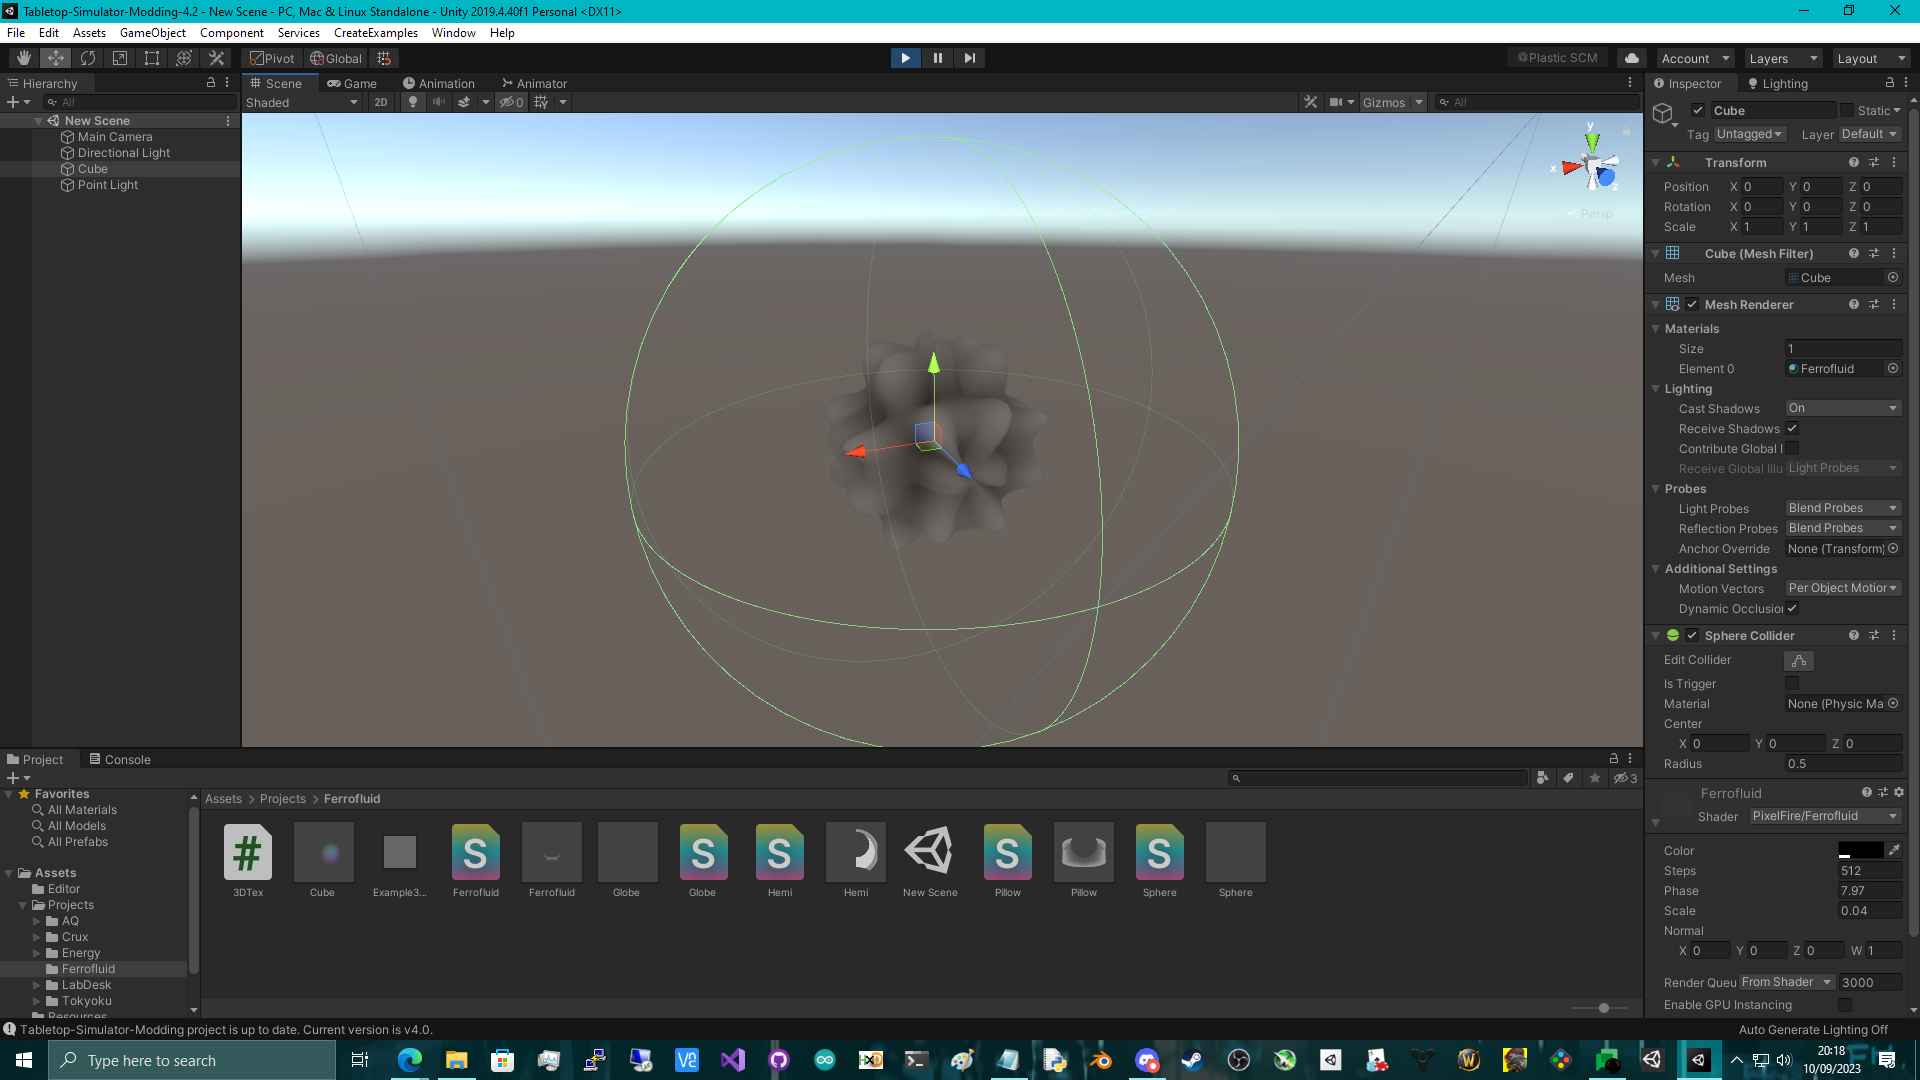 Tabletop-Simulator-Modding-4.2 - New Scene - PC, Mac & Linux Standalone - Unity 2019.4.40f1 Personal <DX11>
File Edit Assets GameObject Component Services CreateExamples Window Help
Pivot Global Plastic SCM Account Layers Layout
Hierarchy
All
New Scene
Main Camera
Directional Light
Cube
Point Light
Scene Game Animation Animator
Shaded 2D 0 Gizmos All
y
x
z
Persp
Inspector Lighting
Cube Static
Tag Untagged Layer Default
Transform
Position X 0 Y 0 Z 0
Rotation X 0 Y 0 Z 0
Scale X 1 Y 1 Z 1
Cube (Mesh Filter)
Mesh Cube
Mesh Renderer
Materials
Size 1
Element 0 Ferrofluid
Lighting
Cast Shadows On
Receive Shadows
Contribute Global I
Receive Global Illu Light Probes
Probes
Light Probes Blend Probes
Reflection Probes Blend Probes
Anchor Override None (Transform)
Additional Settings
Motion Vectors Per Object Motion
Dynamic Occlusion
Sphere Collider
Edit Collider
Is Trigger
Material None (Physic Ma
Center
X 0 Y 0 Z 0
Radius 0.5
Ferrofluid
Shader PixelFire/Ferrofluid
Color
Steps 512
Phase 7.97
Scale 0.04
Normal
X 0 Y 0 Z 0 W 1
Render Queu From Shader 3000
Enable GPU Instancing
Project Console
3
Favorites
All Materials
All Models
All Prefabs
Assets
Editor
Projects
AQ
Crux
Energy
Ferrofluid
LabDesk
Tokyoku
Resources
Assets > Projects > Ferrofluid
3DTex Cube Example3... Ferrofluid Ferrofluid Globe Globe Hemi Hemi New Scene Pillow Pillow Sphere Sphere
Tabletop-Simulator-Modding project is up to date. Current version is v4.0.
Auto Generate Lighting Off
Type here to search
20:18
10/09/2023